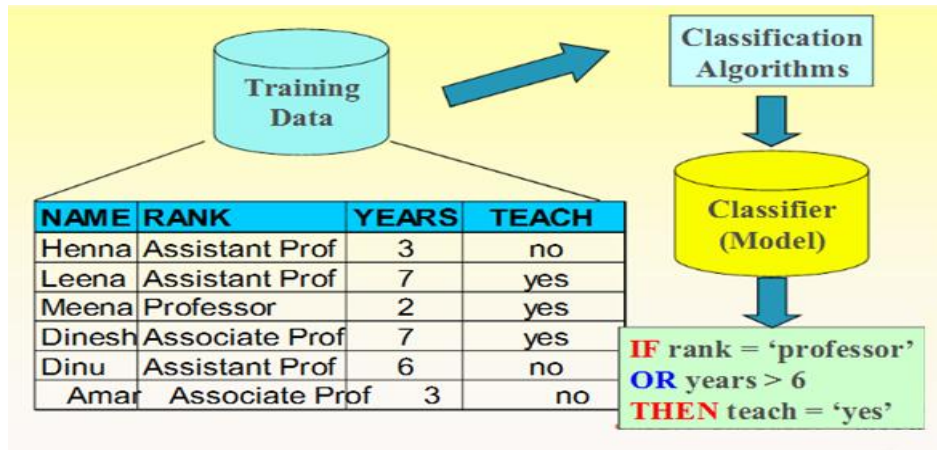 Training
Data
Classification
Algorithms
Classifier
(Model)
NAME RANK YEARS TEACH
Henna Assistant Prof 3 no
Leena Assistant Prof 7 yes
Meena Professor 2 yes
Dinesh Associate Prof 7 yes
Dinu Assistant Prof 6 no
Amar Associate Prof 3 no
IF rank = ‘professor’
OR years > 6
THEN teach = ‘yes’